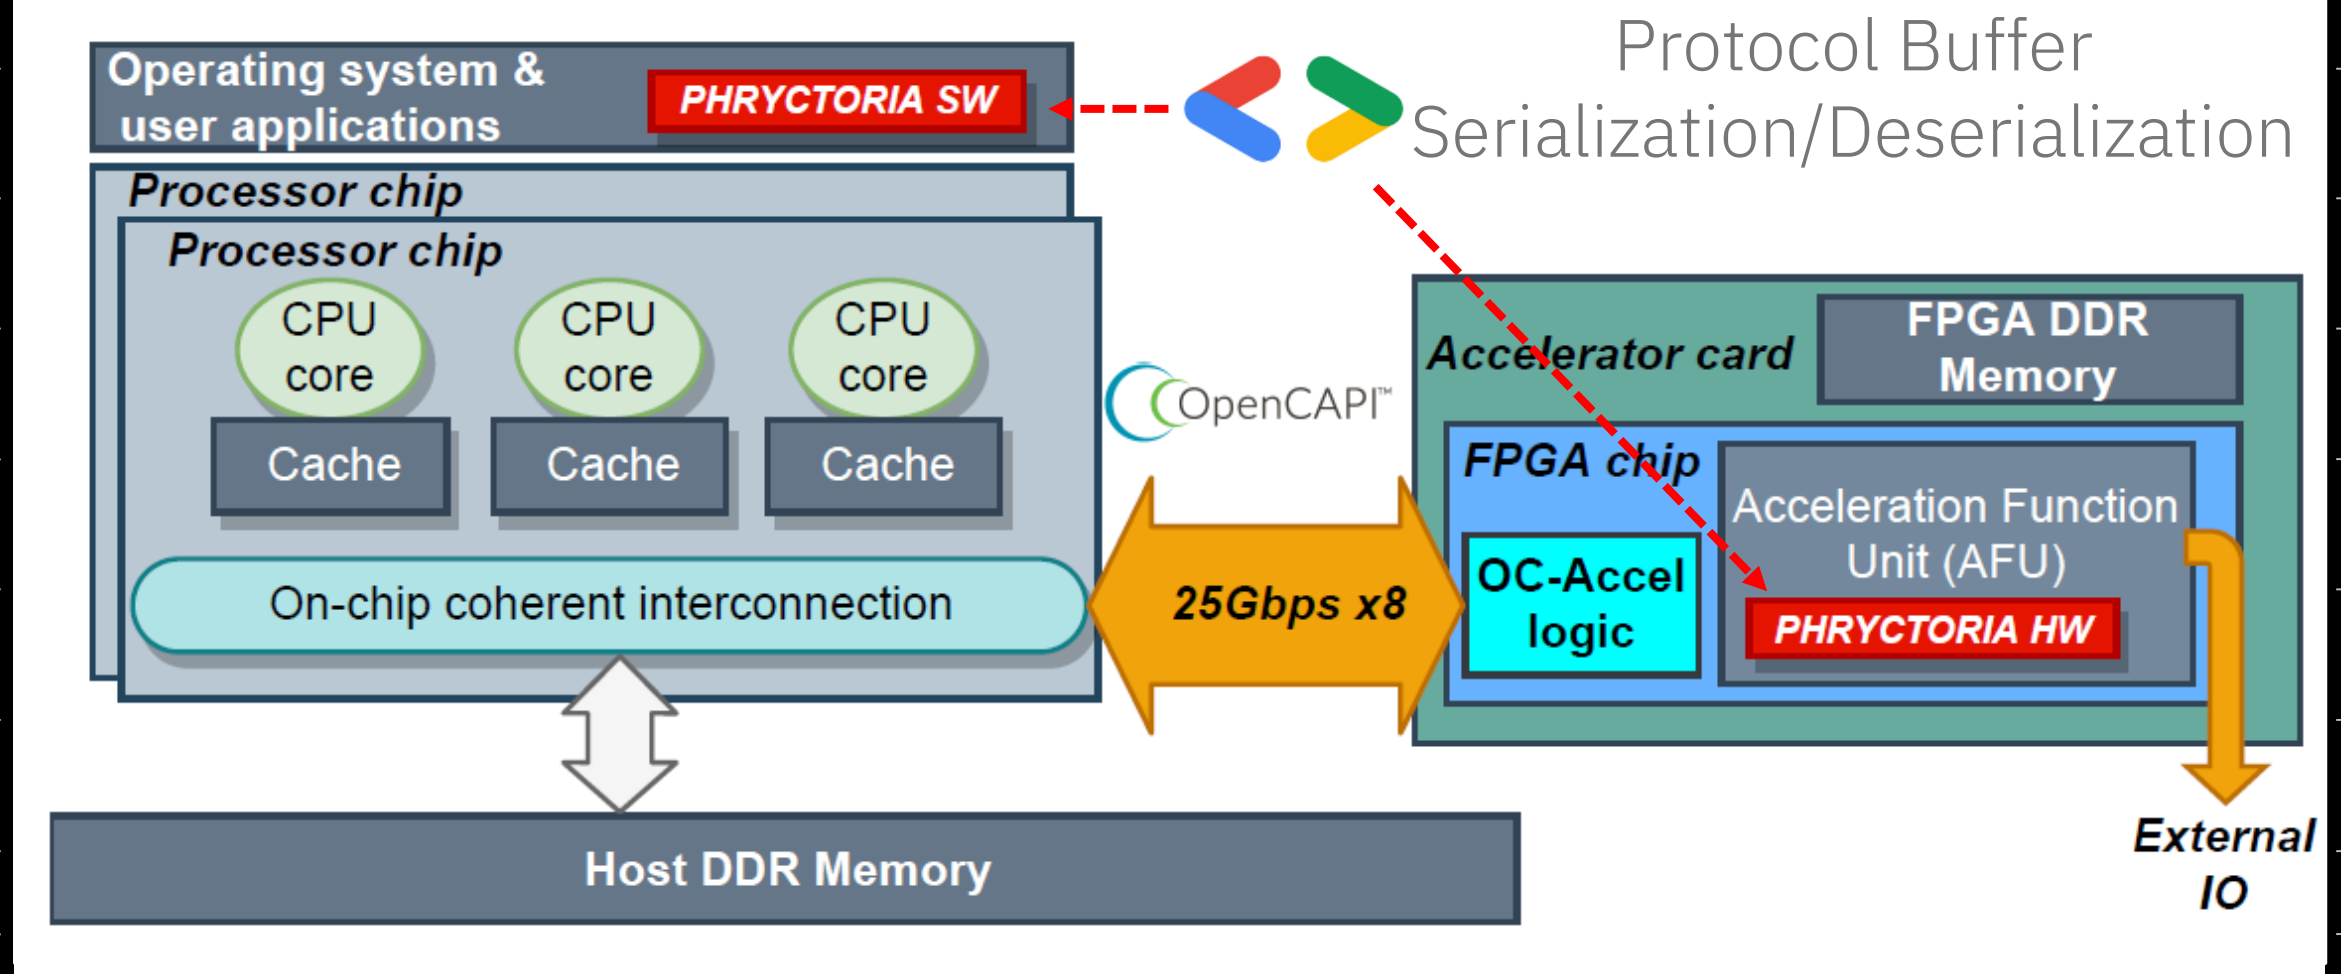 Protocol Buffer
Serialization/Deserialization
Operating system &
user applications
PHRYCTORIA SW
Processor chip
Processor chip
CPU
core
CPU
core
CPU
core
Cache
Cache
Cache
On-chip coherent interconnection
OpenCAPI™
25Gbps x8
Accelerator card
FPGA DDR
Memory
FPGA chip
Acceleration Function
Unit (AFU)
OC-Accel
logic
PHRYCTORIA HW
External
IO
Host DDR Memory